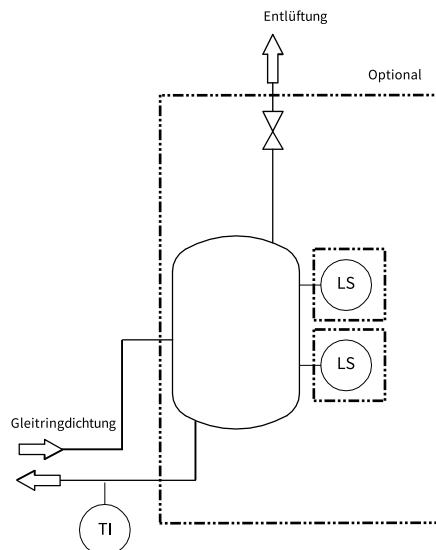 Entlüftung
Optional
LS
LS
Gleitringdichtung
TI